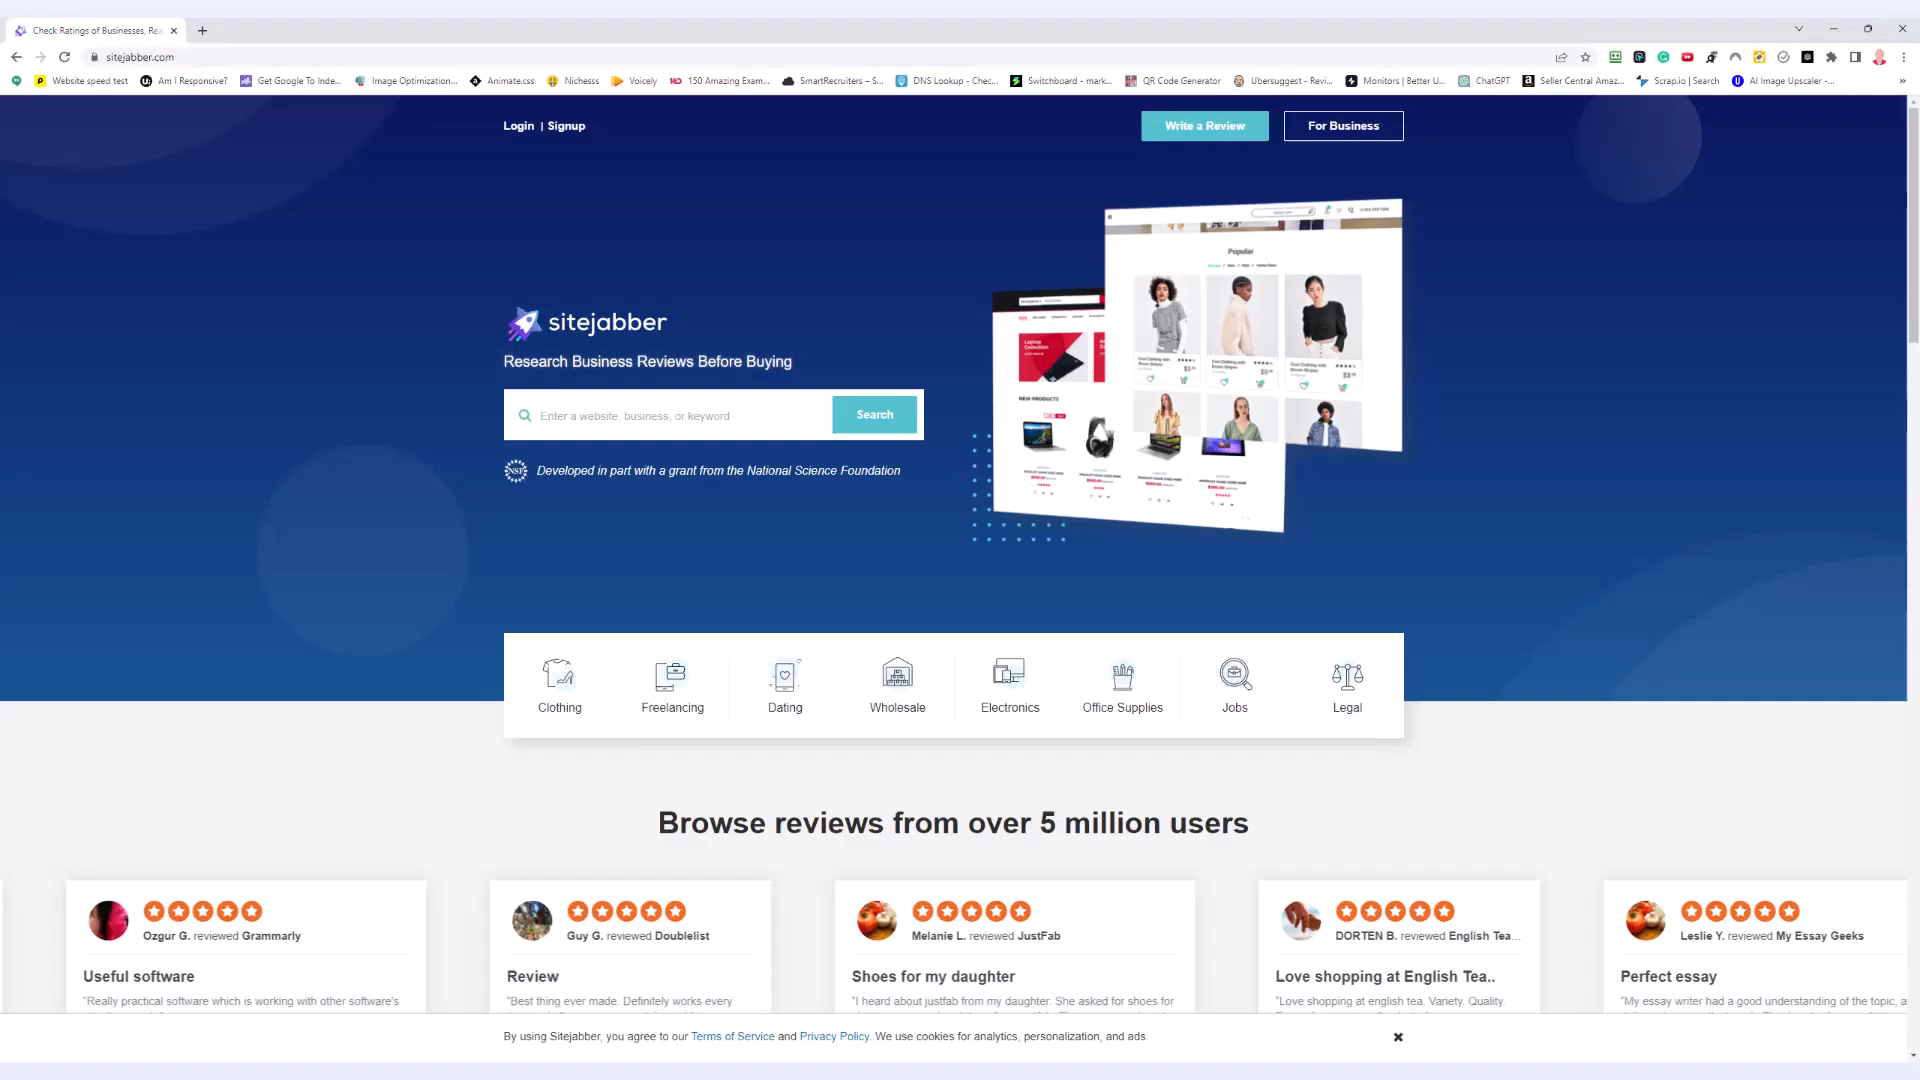 Check Ratings of Businesses, Rea
sitejabber.com
Website speed test
Am I Responsive?
Get Google To Inde...
Image Optimization...
Animate.css
Nichesss
Voicely
150 Amazing Exam...
SmartRecruiters – S...
DNS Lookup - Chec...
Switchboard - mark...
QR Code Generator
Ubersuggest - Revi...
Monitors | Better U...
ChatGPT
Seller Central Amaz...
Scrap.io | Search
AI Image Upscaler -...
Login | Signup
Write a Review
For Business
Popular
sitejabber
Research Business Reviews Before Buying
Enter a website, business, or keyword
Search
NSF
Developed in part with a grant from the National Science Foundation
Laptop
Collection
NEW PRODUCTS
Clothing
Freelancing
Dating
Wholesale
Electronics
Office Supplies
Jobs
Legal
Browse reviews from over 5 million users
Ozgur G. reviewed Grammarly
Useful software
"Really practical software which is working with other software's
Guy G. reviewed Doublelist
Review
"Best thing ever made. Definitely works every
Melanie L. reviewed JustFab
Shoes for my daughter
"I heard about justfab from my daughter. She asked for shoes for
DORTEN B. reviewed English Tea...
Love shopping at English Tea..
"Love shopping at english tea. Variety. Quality.
Leslie Y. reviewed My Essay Geeks
Perfect essay
"My essay writer had a good understanding of the topic, a
By using Sitejabber, you agree to our Terms of Service and Privacy Policy. We use cookies for analytics, personalization, and ads.